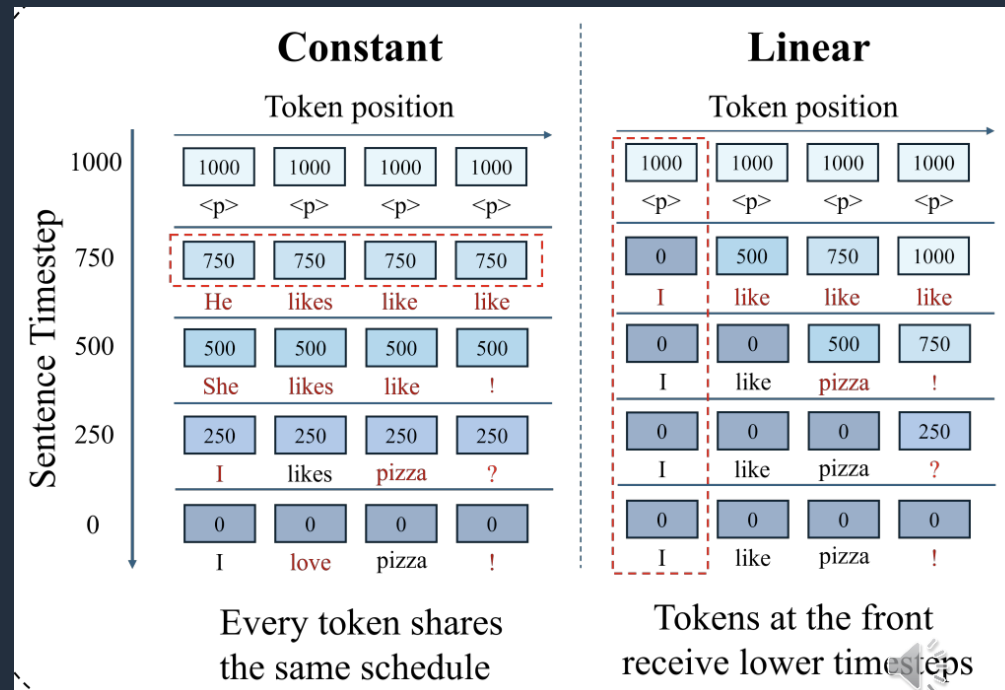 Constant
Linear
Token position
Token position
Sentence Timestep
1000
1000 1000 1000 1000
1000 1000 1000 1000
<p> <p> <p> <p>
<p> <p> <p> <p>
750
750 750 750 750
0 500 750 1000
He likes like like
I like like like
500
500 500 500 500
0 0 500 750
She likes like !
I like pizza !
250
250 250 250 250
0 0 0 250
I likes pizza ?
I like pizza ?
0
0 0 0 0
0 0 0 0
I love pizza !
I like pizza !
Every token shares
the same schedule
Tokens at the front
receive lower timesteps